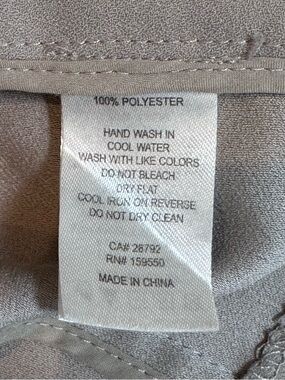 100% POLYESTER
HAND WASH IN
COOL WATER
WASH WITH LIKE COLORS
DO NOT BLEACH
DRY FLAT
COOL IRON ON REVERSE
DO NOT DRY CLEAN
CA# 28792
RN# 159550
MADE IN CHINA